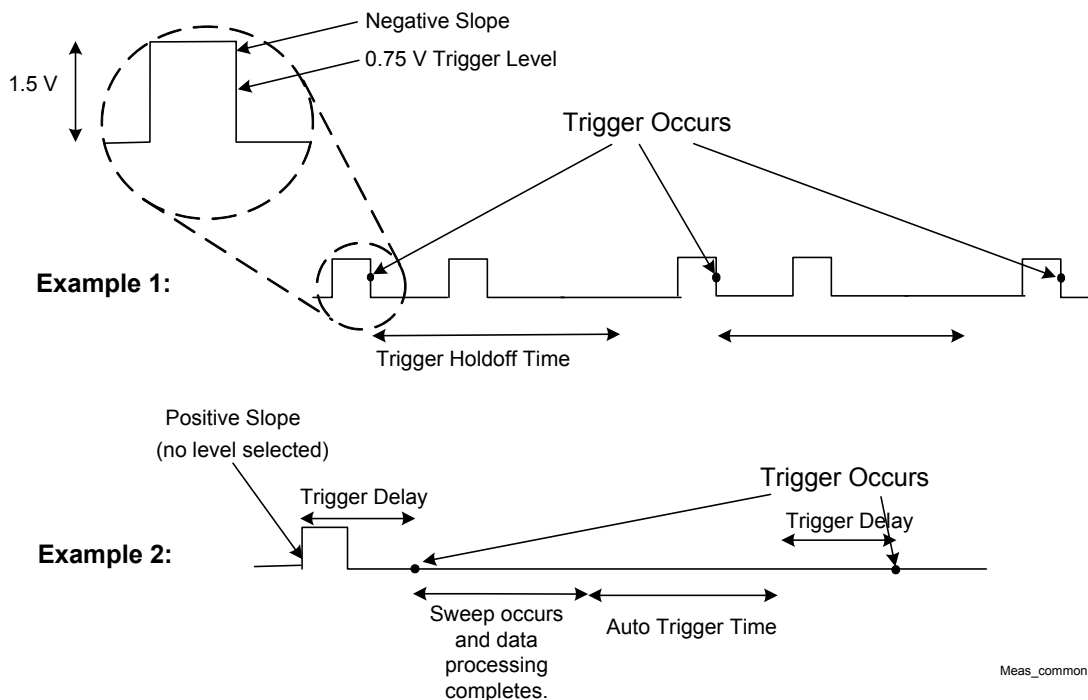 Negative Slope
0.75 V Trigger Level
1.5 V
Trigger Occurs
Example 1:
Trigger Holdoff Time
Positive Slope
(no level selected)
Trigger Delay
Trigger Occurs
Trigger Delay
Example 2:
Sweep occurs
and data
processing
completes.
Auto Trigger Time
Meas_common